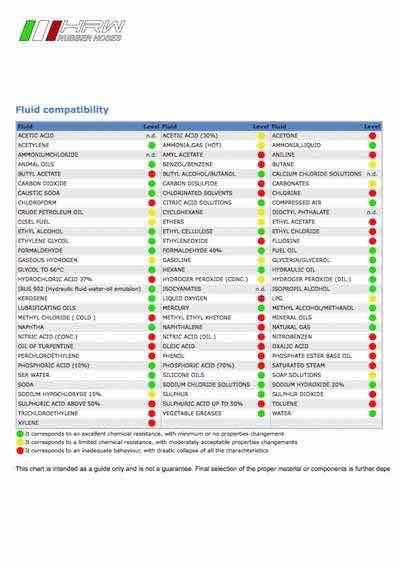 HRW
RUBBER HOSES
Fluid compatibility
Fluid Level Fluid Level Fluid Level
ACETIC ACID n.d. ACETIC ACID (30%) ACETONE
ACETYLENE AMMONIA,GAS (HOT) AMMONIA,LIQUID
AMMONIUMCHLORIDE n.d. AMYL ACETATE ANILINE
ANIMAL OILS BENZOL/BENZENE BUTANE
BUTYL ACETATE BUTYL ALCOHOL/BUTANOL CALCIUM CHLORIDE SOLUTIONS n.d.
CARBON DIOXIDE CARBON DISULFIDE CARBONATES
CAUSTIC SODA CHLORINATED SOLVENTS CHLORINE
CHLOROFORM CITRIC ACID SOLUTIONS COMPRESSED AIR
CRUDE PETROLEUM OIL CYCLOHEXANE DIOCTYL PHTHALATE n.d.
DISEL FUEL ETHERS ETHYL ACETATE
ETHYL ALCOHOL ETHYL CELLULOSE ETHYL CHLORIDE
ETHYLENE GLYCOL ETHYLENEOXIDE FLUORINE
FORMALDEHYDE FORMALDEHYDE 40% FUEL OIL
GASEOUS HYDROGEN GASOLINE GLYCERIN/GLYCEROL
GLYCOL TO 66°C HEXANE HYDRAULIC OIL
HYDROCHLORIC ACID 37% HYDROGER PEROXIDE (CONC.) HYDROGER PEROXIDE (DIL.)
IRUS 902 (Hydraulic fluid water-oil emulsion) ISOCYANATES n.d. ISOPROPYL ALCOHOL
KEROSENE LIQUID OXYGEN LPG
LUBRIFICATING OILS MERCURY METHYL ALCOHOL/METHANOL
METHYL CHLORIDE ( COLD ) METHYL ETHYL KHETONE MINERAL OILS
NAPHTHA NAPHTHALENE NATURAL GAS
NITRIC ACID (CONC.) NITRIC ACID (DIL.) NITROBENZEN
OIL OF TURPENTINE OLEIC ACID OXALIC ACID
PERCHLOROETHYLENE PHENOL PHOSPHATE ESTER BASE OIL
PHOSPHORIC ACID (10%) PHOSPHORIC ACID (70%) SATURATED STEAM
SEA WATER SILICONE OILS SOAP SOLUTIONS
SODA SODIUM CHLORIDE SOLUTIONS SODIUM HYDROXIDE 20%
SODIUM HYPOCHLORYDE 10% SULPHUR SULPHUR DIOXIDE
SULPHURIC ACID ABOVE 50% SULPHURIC ACID UP TO 50% TOLUENE
TRICHLOROETHYLENE VEGETABLE GREASES WATER
XYLENE
It corresponds to an excellent chemical resistance, with minimum or no properties changement
It corresponds to a limited chemical resistance, with moderately acceptable properties changements
It corresponds to an inadequate behaviour, with drastic collapse of all the charachteristics
This chart is intended as a guide only and is not a guarantee. Final selection of the proper material or components is further depe